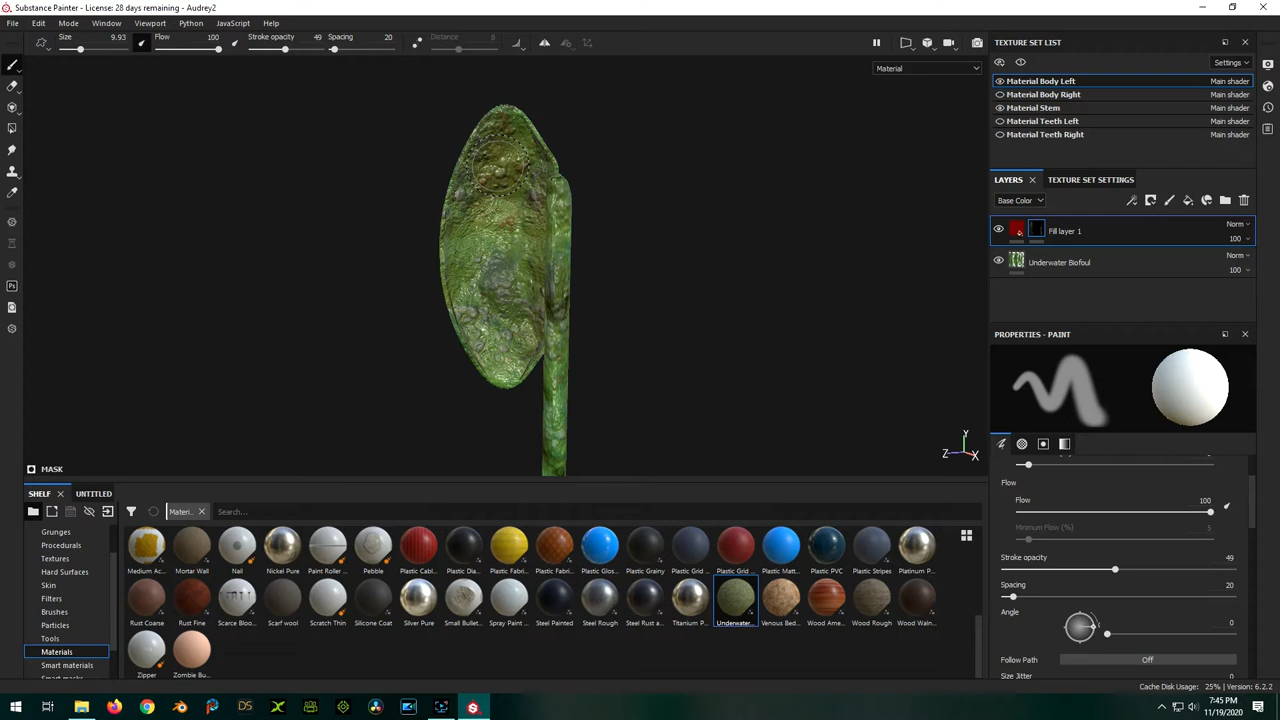 Substance Painter - License: 28 days remaining - Audrey2
File Edit Mode Window Viewport Python JavaScript Help
Size 9.93 Flow 100 Stroke opacity 49 Spacing 20 Distance 8
Material
TEXTURE SET LIST
Settings
Material Body Left Main shader
Material Body Right Main shader
Material Stem Main shader
Material Teeth Left Main shader
Material Teeth Right Main shader
LAYERS TEXTURE SET SETTINGS
Base Color
Fill layer 1 Norm 100
Underwater Biofoul Norm 100
PROPERTIES - PAINT
Flow
Flow 100
Minimum Flow (%) 5
Stroke opacity 49
Spacing 20
Angle 0
Follow Path Off
Size Jitter 0
Y
Z X
MASK
SHELF UNTITLED
Materi... Search...
Grunges
Procedurals
Textures
Hard Surfaces
Skin
Filters
Brushes
Particles
Tools
Materials
Smart materials
Medium Ac... Mortar Wall Nail Nickel Pure Paint Roller ... Pebble Plastic Cabl... Plastic Dia... Plastic Fabri... Plastic Fabri... Plastic Glos... Plastic Grainy Plastic Grid ... Plastic Grid ... Plastic Matt... Plastic PVC Plastic Stripes Platinum P...
Rust Coarse Rust Fine Scarce Bloo... Scarf wool Scratch Thin Silicone Coat Silver Pure Small Bullet... Spray Paint ... Steel Painted Steel Rough Steel Rust a... Titanium P... Underwater... Venous Bed... Wood Ame... Wood Rough Wood Waln...
Zipper Zombie Bu...
Cache Disk Usage: 25% | Version: 6.2.2
7:45 PM
11/19/2020